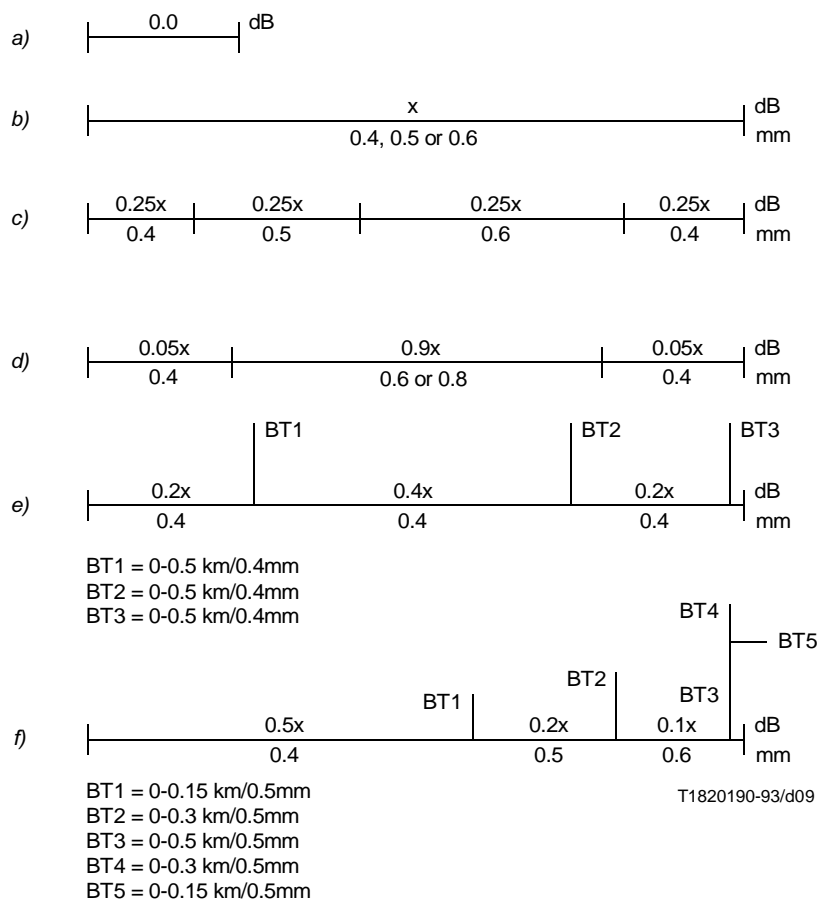 a) 0.0 dB
b) x dB
0.4, 0.5 or 0.6 mm
c) 0.25x 0.25x 0.25x 0.25x dB
0.4 0.5 0.6 0.4 mm
d) 0.05x 0.9x 0.05x dB
0.4 0.6 or 0.8 0.4 mm
BT1 BT2 BT3
e) 0.2x 0.4x 0.2x dB
0.4 0.4 0.4 mm
BT1 = 0-0.5 km/0.4mm
BT2 = 0-0.5 km/0.4mm
BT3 = 0-0.5 km/0.4mm
BT4
BT5
BT1 BT2 BT3
f) 0.5x 0.2x 0.1x dB
0.4 0.5 0.6 mm
BT1 = 0-0.15 km/0.5mm
BT2 = 0-0.3 km/0.5mm
BT3 = 0-0.5 km/0.5mm
BT4 = 0-0.3 km/0.5mm
BT5 = 0-0.15 km/0.5mm
T1820190-93/d09